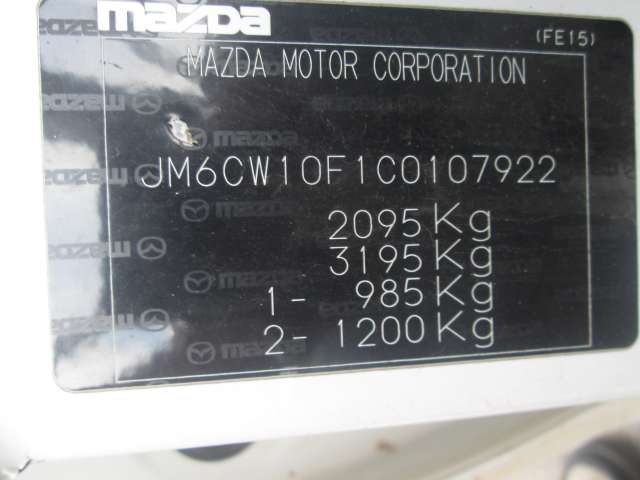 mazda
(FE15)
MAZDA MOTOR CORPORATION
JM6CW10F1C0107922
2095Kg
3195Kg
1- 985Kg
2- 1200Kg